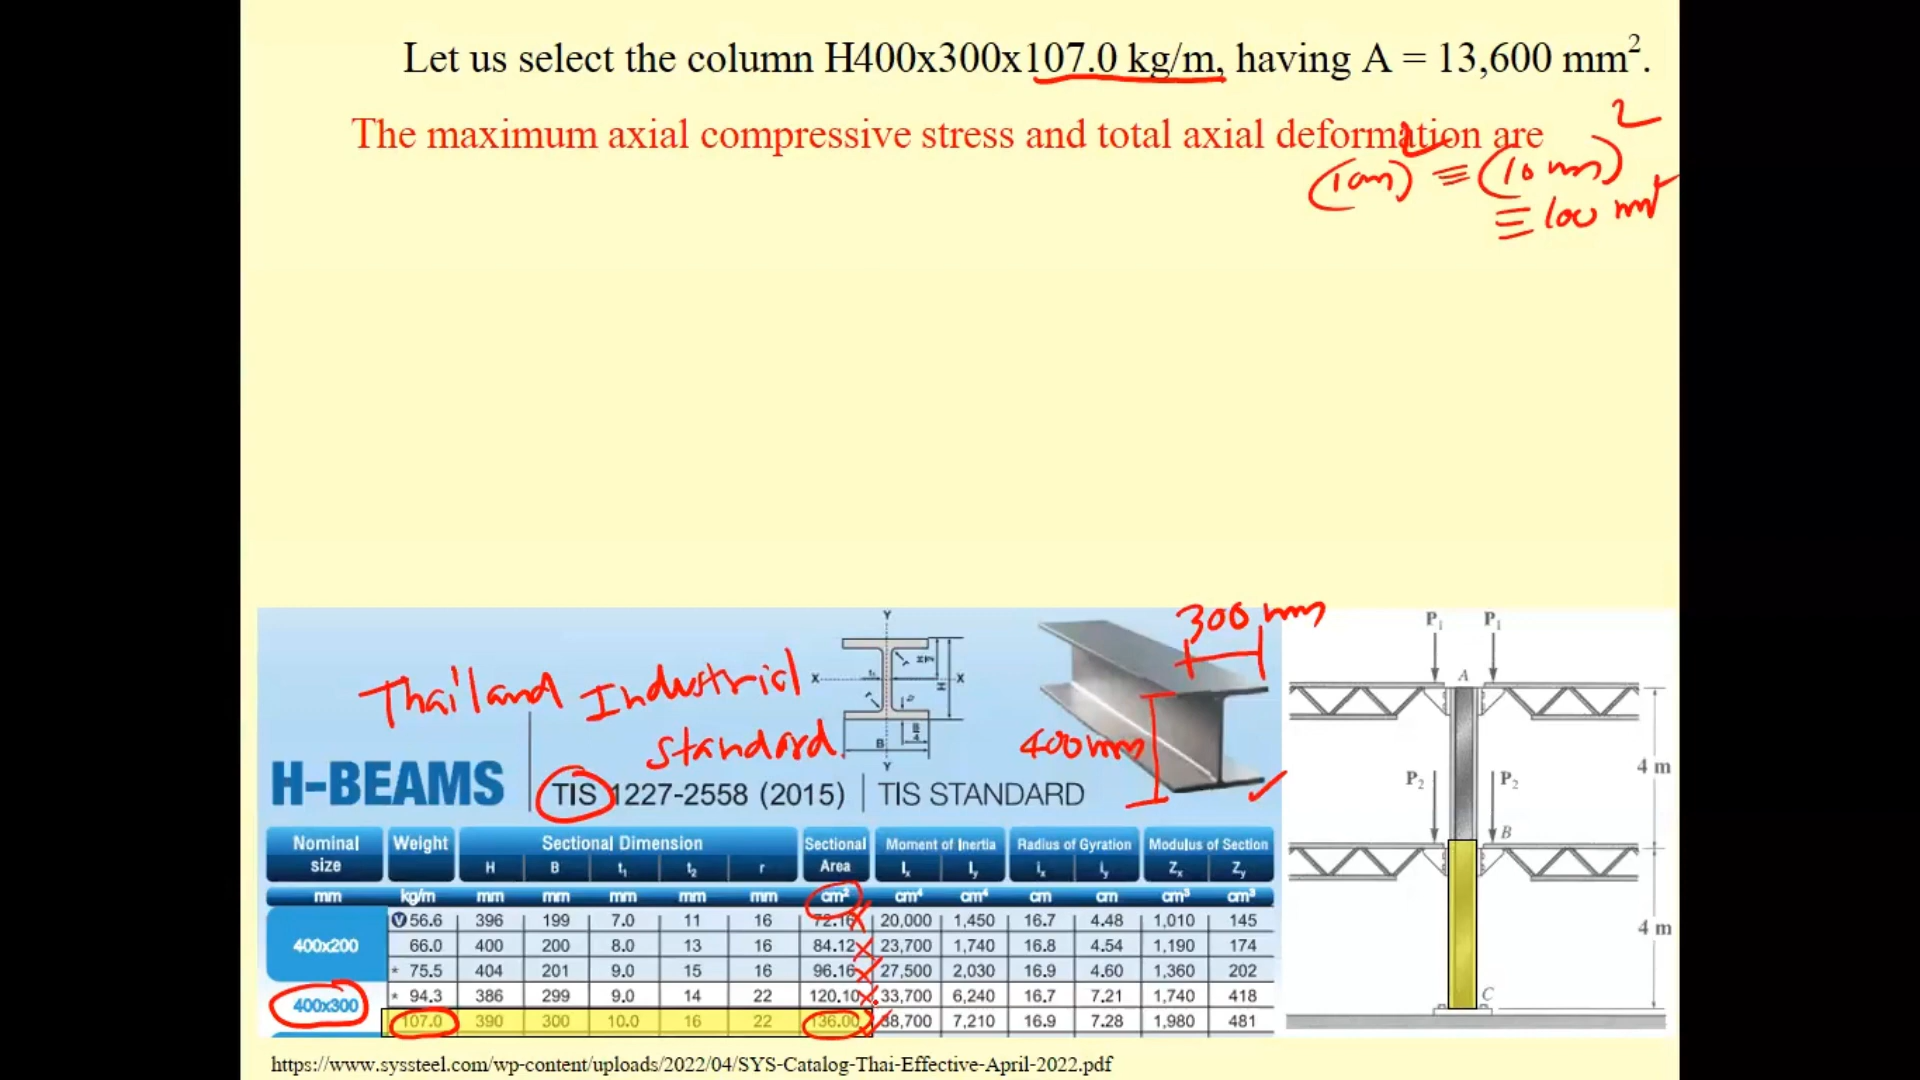 Let us select the column H400x300x107.0 kg/m, having A = 13,600 mm².
The maximum axial compressive stress and total axial deformation are
(1cm)² ≡ (10 mm)²
≡ 100 mm²
Thailand Industrial
Standard
H-BEAMS
TIS 1227-2558 (2015) | TIS STANDARD
Y
X X
H
B
Y
300 mm
400mm
Nominal size Weight Sectional Dimension Sectional Area Moment of Inertia Radius of Gyration Modulus of Section
H B t₁ t₂ r Iₓ Iᵧ iₓ iᵧ Zₓ Zᵧ
mm kg/m mm mm mm mm mm cm² cm⁴ cm⁴ cm cm cm³ cm³
400x200
V 56.6 396 199 7.0 11 16 72.16 20,000 1,450 16.7 4.48 1,010 145
66.0 400 200 8.0 13 16 84.12 23,700 1,740 16.8 4.54 1,190 174
* 75.5 404 201 9.0 15 16 96.16 27,500 2,030 16.9 4.60 1,360 202
400x300
* 94.3 386 299 9.0 14 22 120.10 33,700 6,240 16.7 7.21 1,740 418
107.0 390 300 10.0 16 22 136.00 38,700 7,210 16.9 7.28 1,980 481
P₁ P₁
A
4 m
P₂ P₂
B
4 m
C
https://www.syssteel.com/wp-content/uploads/2022/04/SYS-Catalog-Thai-Effective-April-2022.pdf